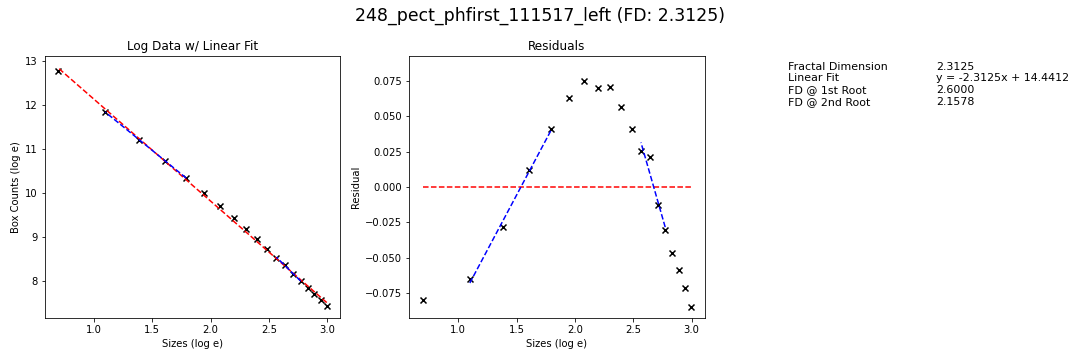 248_pect_phfirst_111517_left (FD: 2.3125)
Log Data w/ Linear Fit
Box Counts (log e)
13
12
11
10
9
8
1.0 1.5 2.0 2.5 3.0
Sizes (log e)
Residuals
Residual
0.075
0.050
0.025
0.000
−0.025
−0.050
−0.075
1.0 1.5 2.0 2.5 3.0
Sizes (log e)
Fractal Dimension 2.3125
Linear Fit y = -2.3125x + 14.4412
FD @ 1st Root 2.6000
FD @ 2nd Root 2.1578